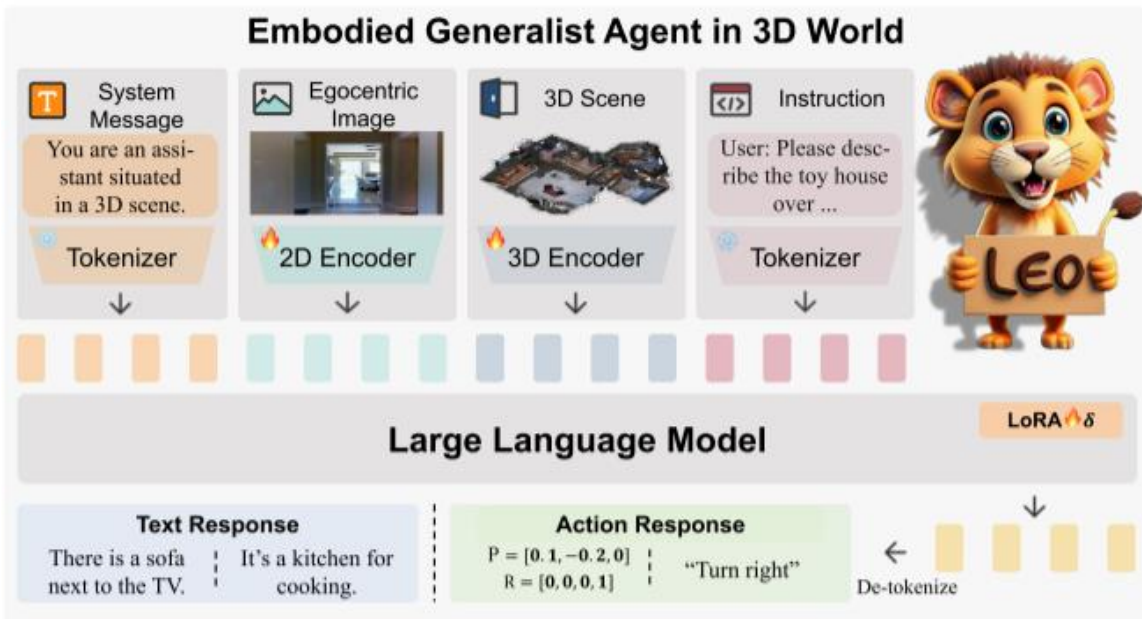 Embodied Generalist Agent in 3D World
T
System
Message
You are an assi-
stant situated
in a 3D scene.
Tokenizer
Egocentric
Image
2D Encoder
3D Scene
3D Encoder
</> Instruction
User: Please desc-
ribe the toy house
over ...
Tokenizer
LEO
Large Language Model
LoRA δ
Text Response
There is a sofa
next to the TV.
It's a kitchen for
cooking.
Action Response
P = [0.1, −0.2, 0]
R = [0, 0, 0, 1]
“Turn right”
De-tokenize